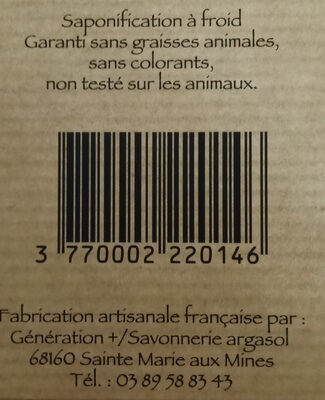 Saponification à froid
Garanti sans graisses animales,
sans colorants,
non testé sur les animaux.
3 770002 220146
Fabrication artisanale française par :
Génération +/Savonnerie argasol
68160 Sainte Marie aux Mines
Tél. : 03 89 58 83 43